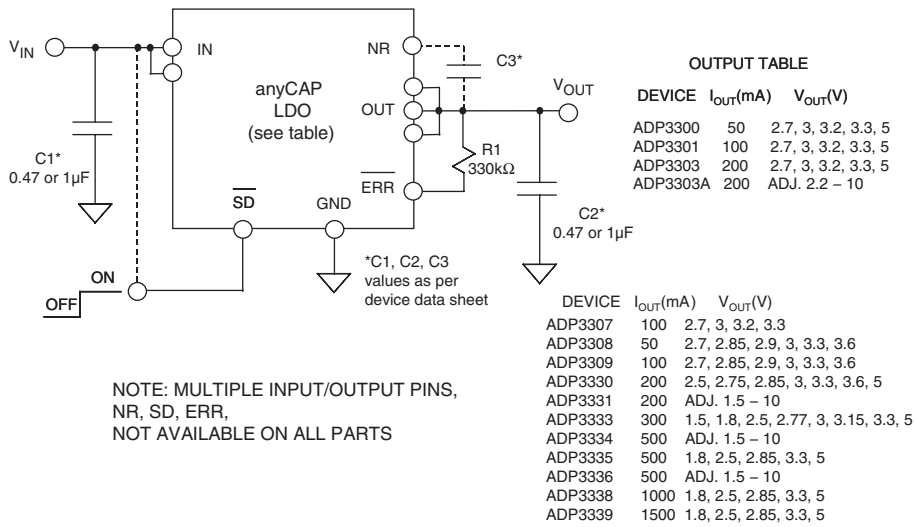 V_IN
IN
NR
C3*
anyCAP
LDO
(see table)
OUT
V_OUT
C1*
0.47 or 1µF
R1
330kΩ
ERR
SD
GND
C2*
0.47 or 1µF
ON
OFF
*C1, C2, C3
values as per
device data sheet
NOTE: MULTIPLE INPUT/OUTPUT PINS,
NR, SD, ERR,
NOT AVAILABLE ON ALL PARTS
OUTPUT TABLE
DEVICE I_OUT(mA) V_OUT(V)
ADP3300 50 2.7, 3, 3.2, 3.3, 5
ADP3301 100 2.7, 3, 3.2, 3.3, 5
ADP3303 200 2.7, 3, 3.2, 3.3, 5
ADP3303A 200 ADJ. 2.2 – 10
DEVICE I_OUT(mA) V_OUT(V)
ADP3307 100 2.7, 3, 3.2, 3.3
ADP3308 50 2.7, 2.85, 2.9, 3, 3.3, 3.6
ADP3309 100 2.7, 2.85, 2.9, 3, 3.3, 3.6
ADP3330 200 2.5, 2.75, 2.85, 3, 3.3, 3.6, 5
ADP3331 200 ADJ. 1.5 – 10
ADP3333 300 1.5, 1.8, 2.5, 2.77, 3, 3.15, 3.3, 5
ADP3334 500 ADJ. 1.5 – 10
ADP3335 500 1.8, 2.5, 2.85, 3.3, 5
ADP3336 500 ADJ. 1.5 – 10
ADP3338 1000 1.8, 2.5, 2.85, 3.3, 5
ADP3339 1500 1.8, 2.5, 2.85, 3.3, 5